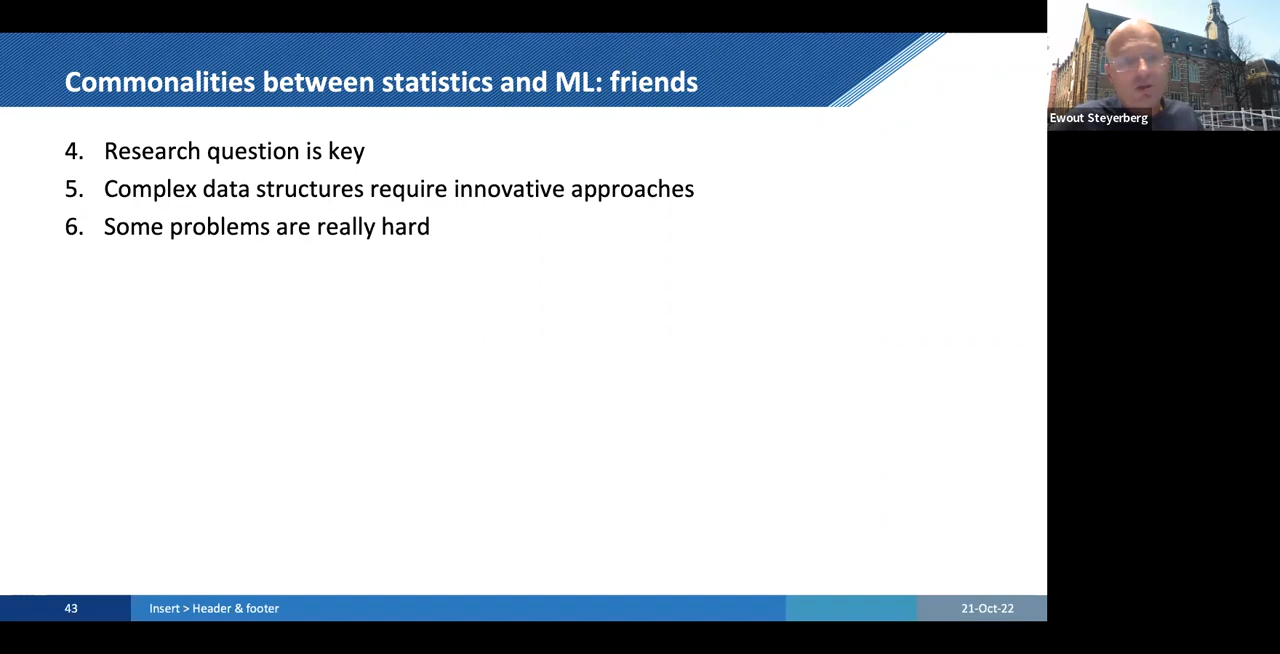 Commonalities between statistics and ML: friends
Ewout Steyerberg
4. Research question is key
5. Complex data structures require innovative approaches
6. Some problems are really hard
43
Insert > Header & footer
21-Oct-22